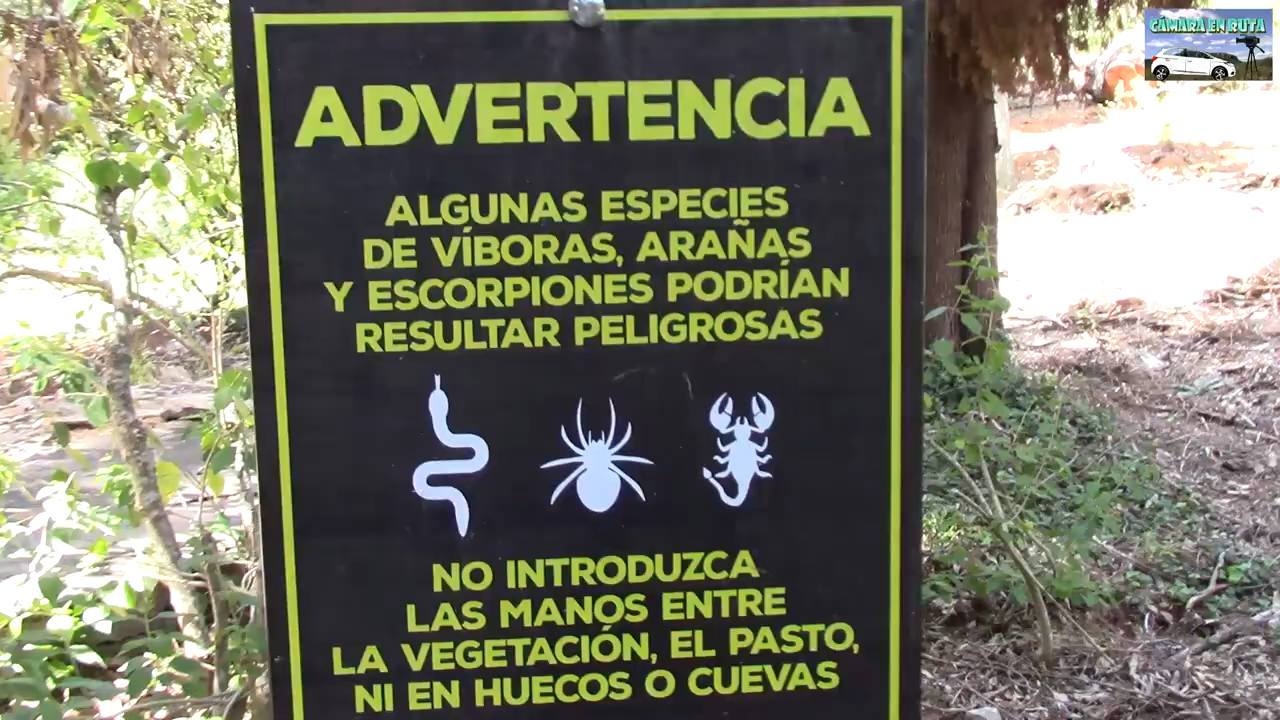 CÁMARA EN RUTA
ADVERTENCIA
ALGUNAS ESPECIES
DE VÍBORAS, ARAÑAS
Y ESCORPIONES PODRÍAN
RESULTAR PELIGROSAS
NO INTRODUZCA
LAS MANOS ENTRE
LA VEGETACIÓN, EL PASTO,
NI EN HUECOS O CUEVAS